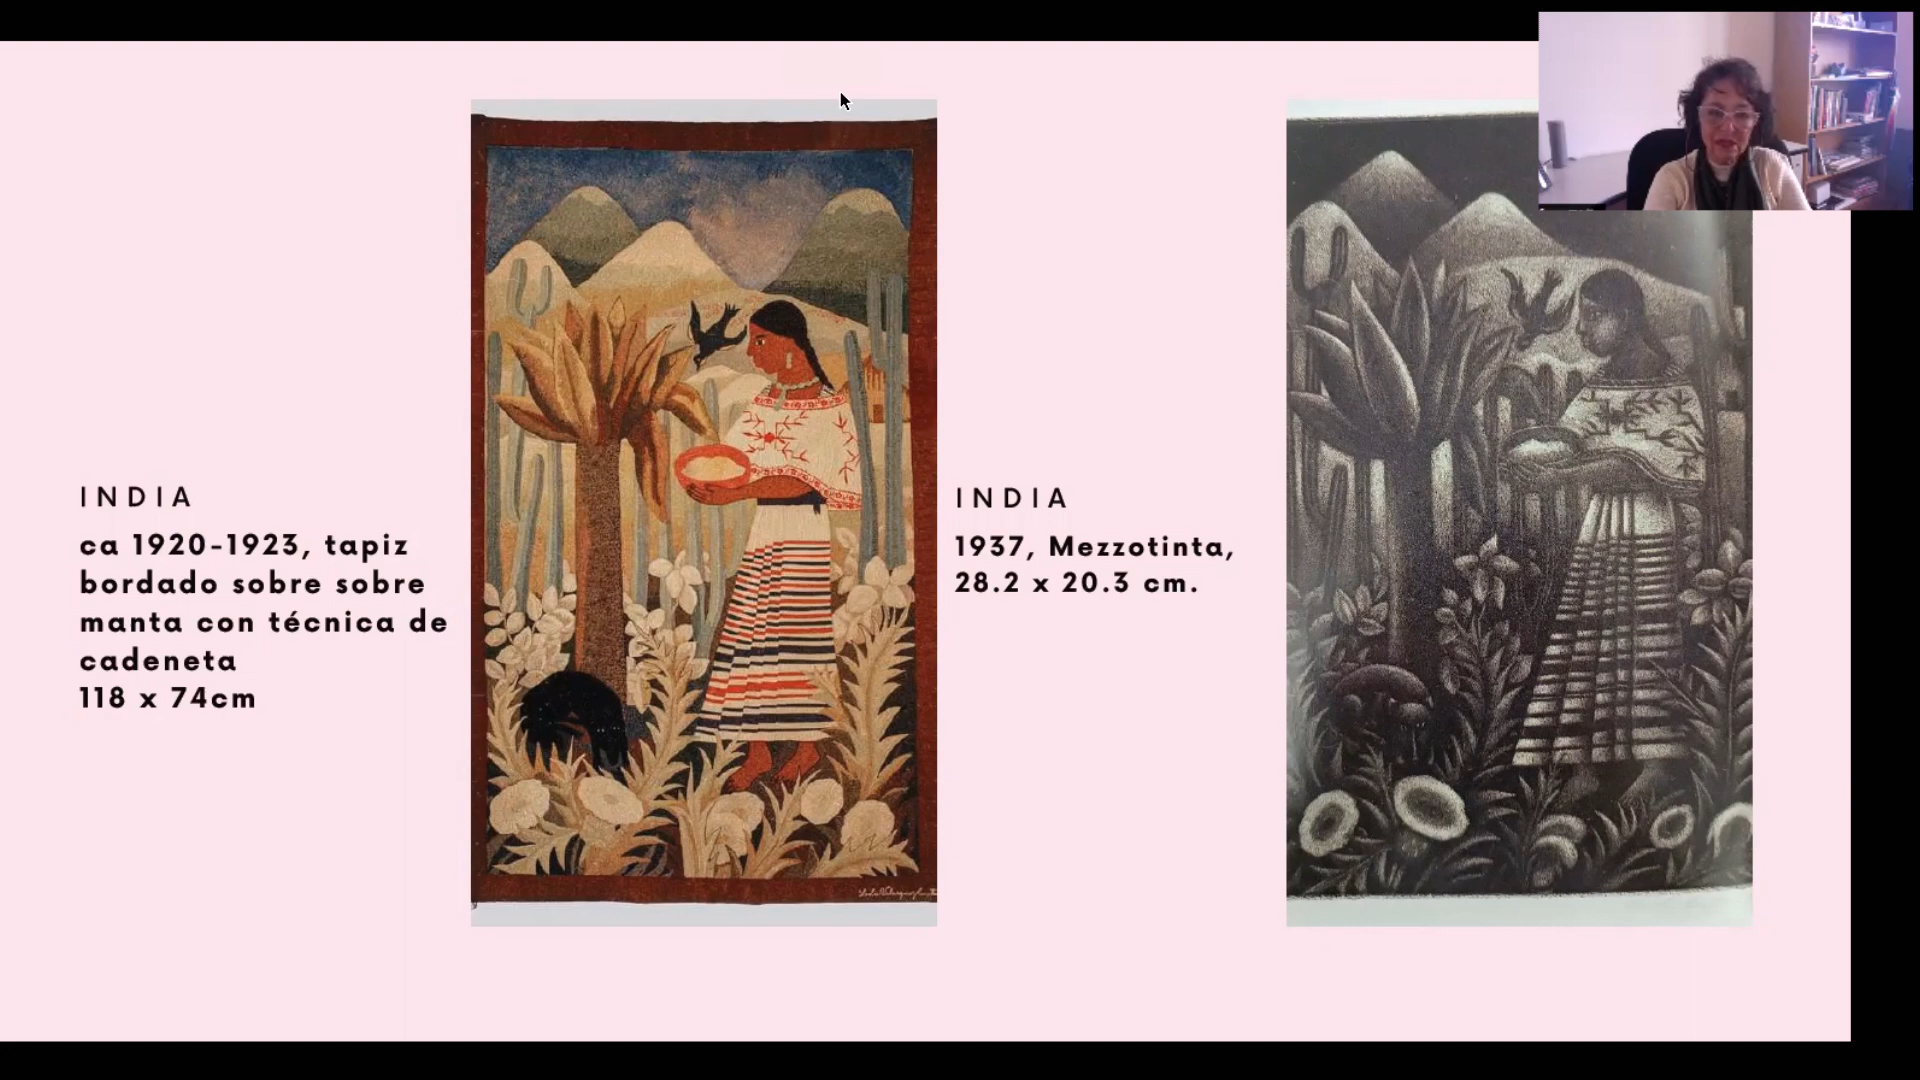 INDIA
ca 1920-1923, tapiz
bordado sobre sobre
manta con técnica de
cadeneta
118 x 74cm
INDIA
1937, Mezzotinta,
28.2 x 20.3 cm.